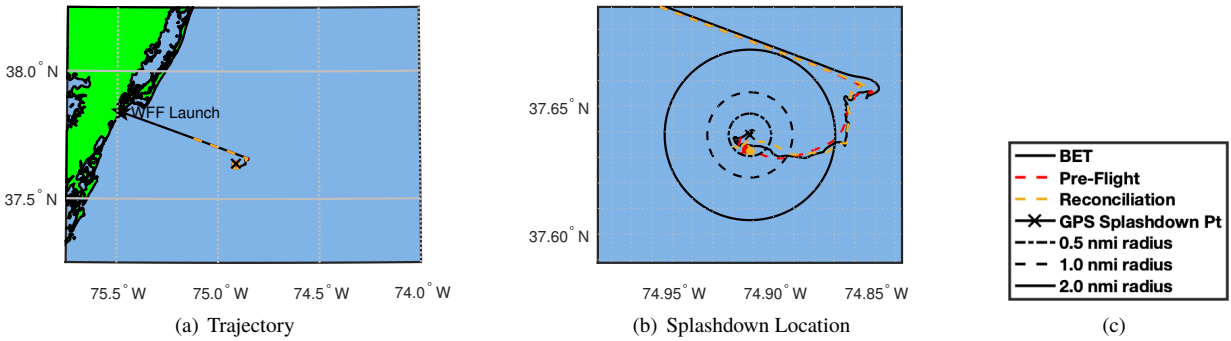 38.0° N
37.5° N
WFF Launch
75.5° W
75.0° W
74.5° W
74.0° W
(a) Trajectory
37.65° N
37.60° N
74.95° W
74.90° W
74.85° W
(b) Splashdown Location
BET
Pre-Flight
Reconciliation
GPS Splashdown Pt
0.5 nmi radius
1.0 nmi radius
2.0 nmi radius
(c)